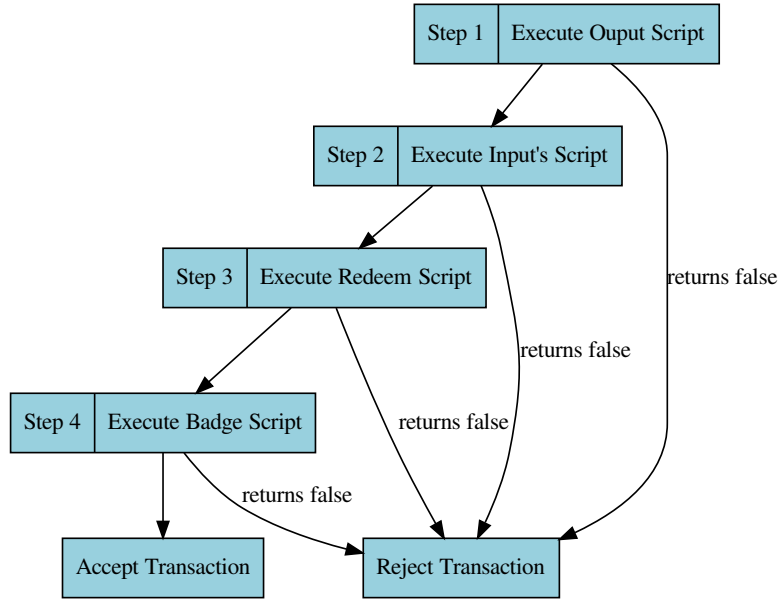 Step 1 Execute Ouput Script
Step 2 Execute Input's Script
Step 3 Execute Redeem Script
returns false
returns false
Step 4 Execute Badge Script
returns false
returns false
Accept Transaction
Reject Transaction